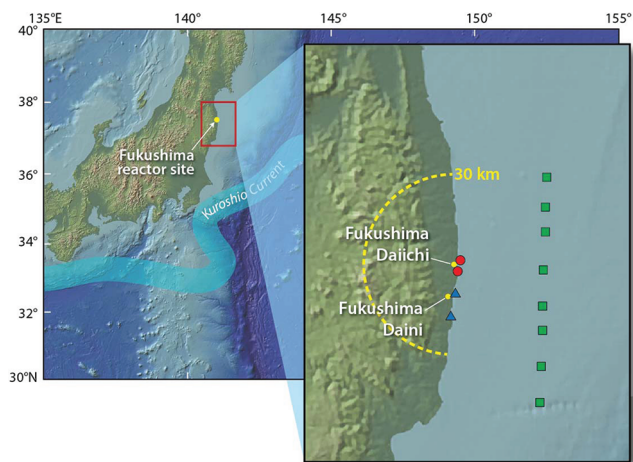 135°E
140°
145°
150°
155°
40°
38°
36°
34°
32°
30°N
Fukushima
reactor site
Kuroshio Current
30 km
Fukushima
Daiichi
Fukushima
Daini